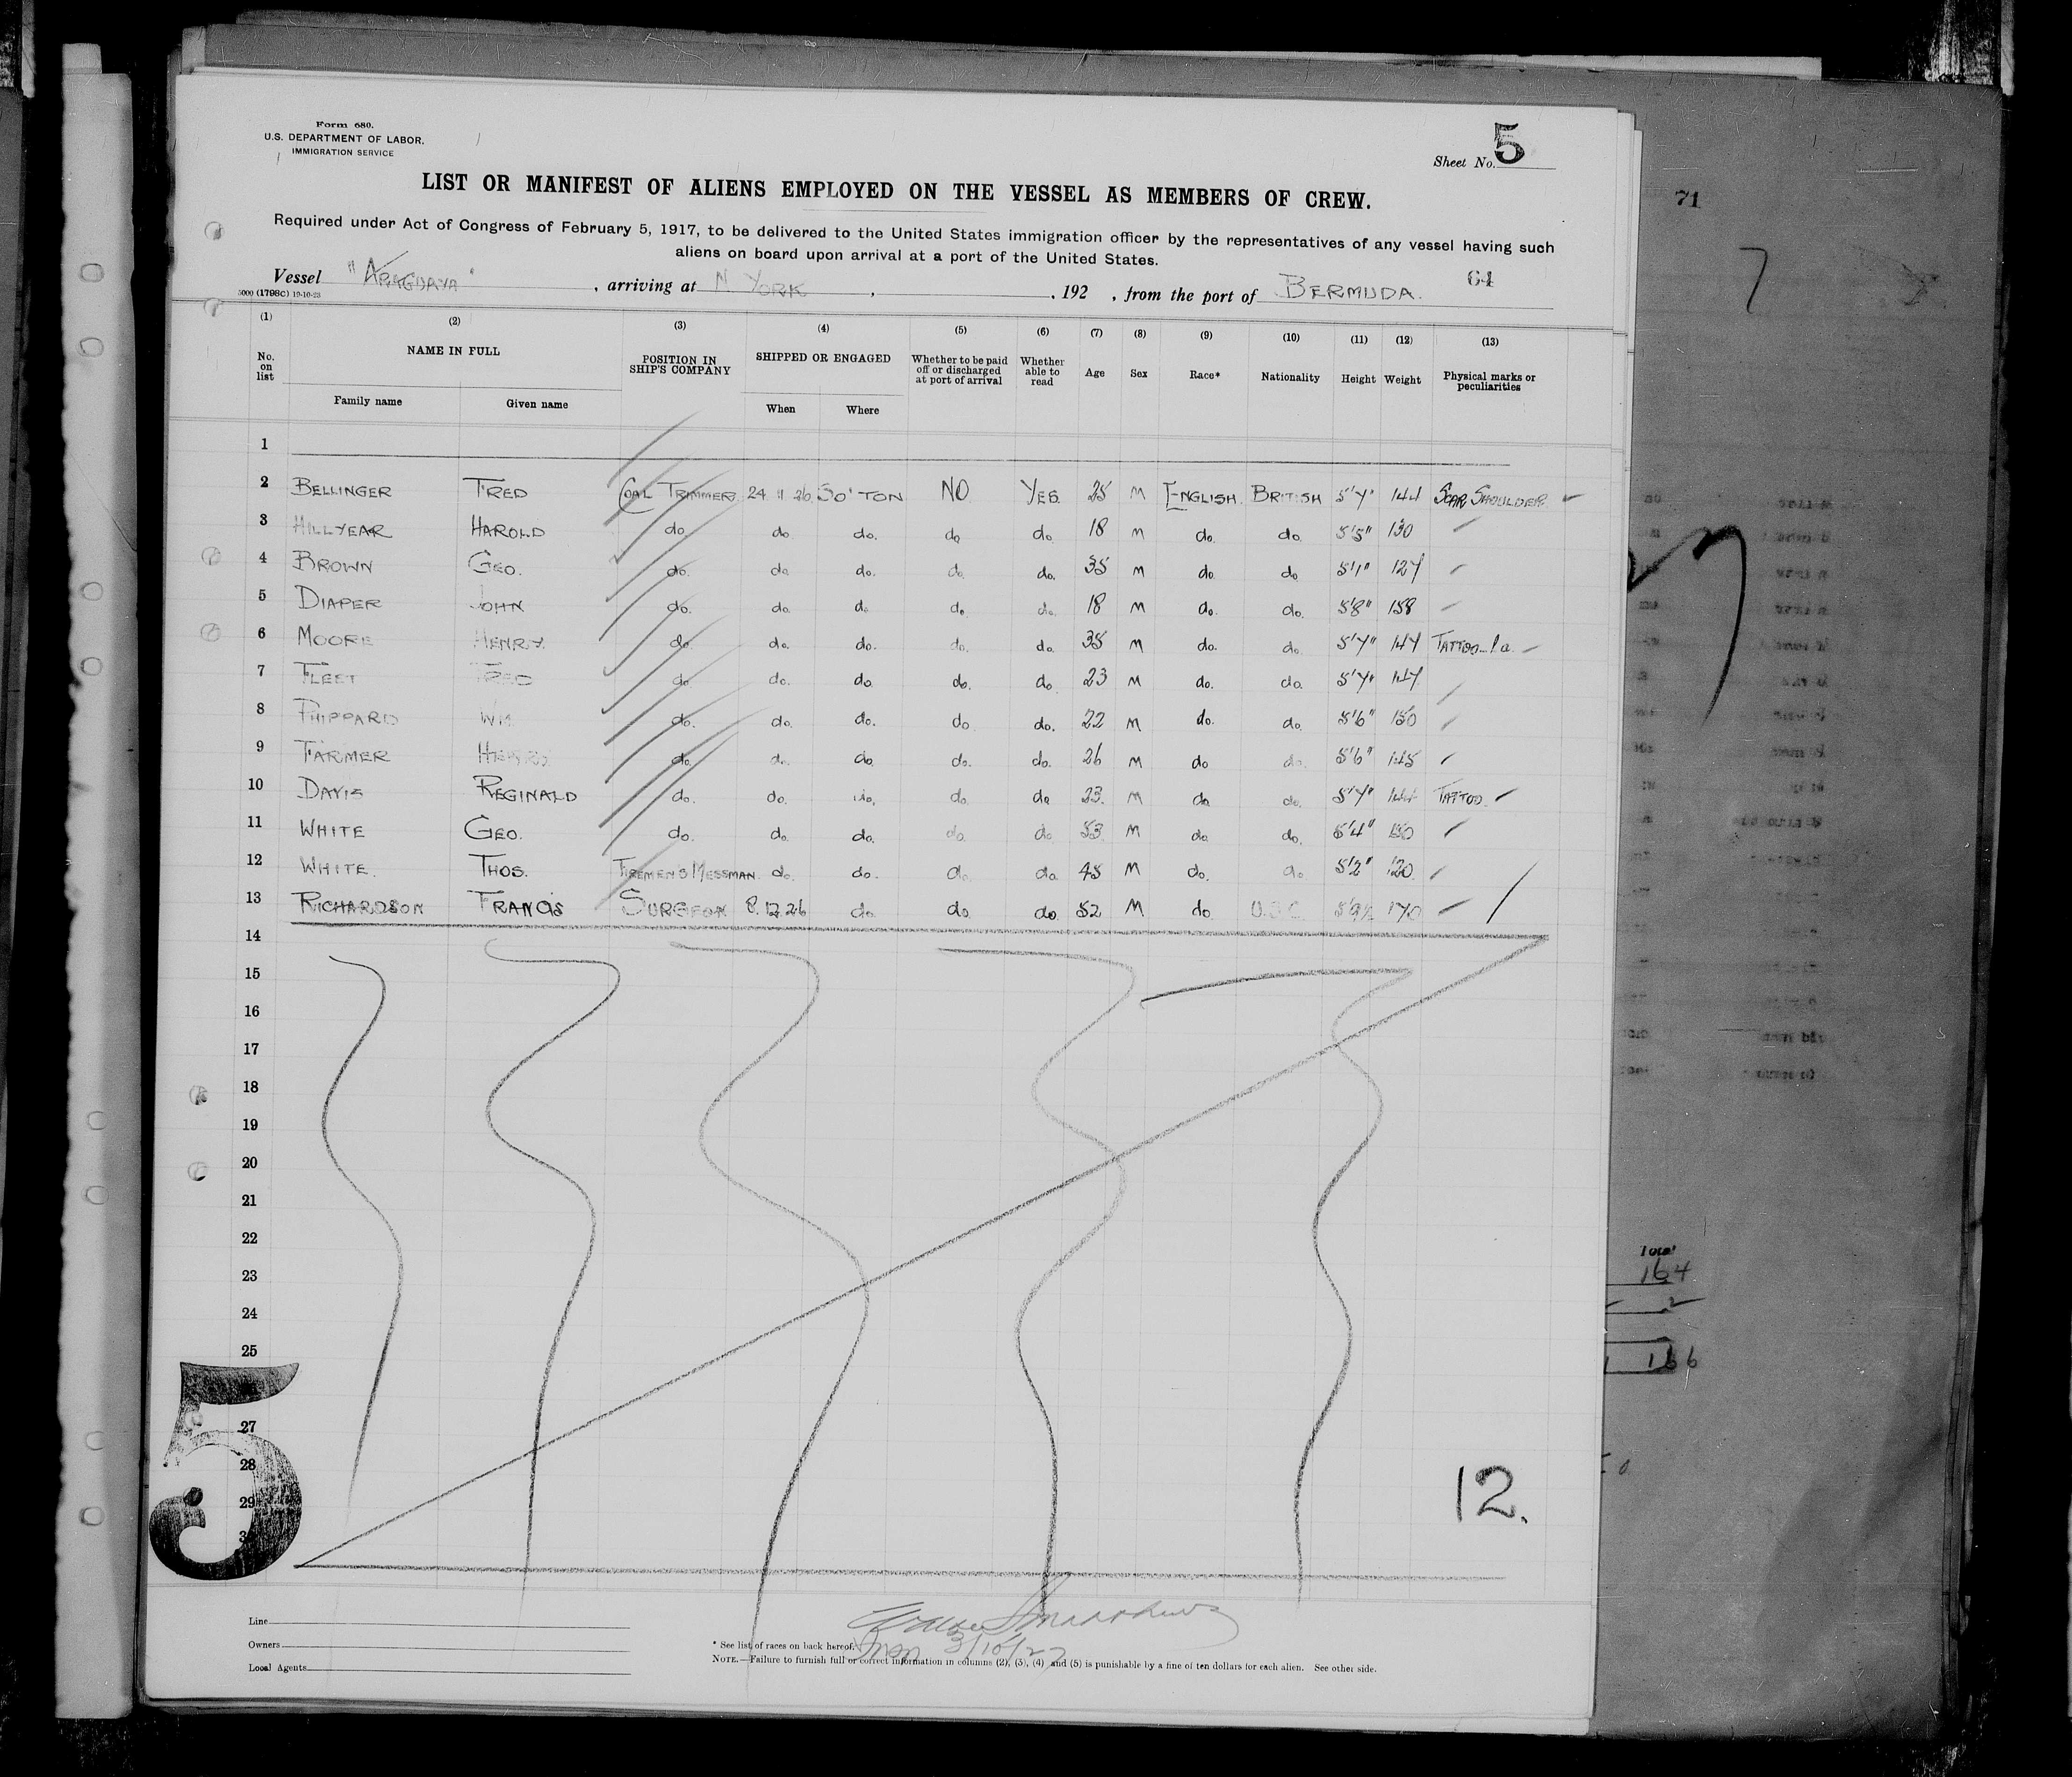 Form 680.
U.S. DEPARTMENT OF LABOR,
IMMIGRATION SERVICE
Sheet No. 5
LIST OR MANIFEST OF ALIENS EMPLOYED ON THE VESSEL AS MEMBERS OF CREW.
Required under Act of Congress of February 5, 1917, to be delivered to the United States immigration officer by the representatives of any vessel having such
aliens on board upon arrival at a port of the United States.
64
Vessel "ARAGUAYA", arriving at N. YORK, , 192 , from the port of BERMUDA.
5000 (1798C) 19-10-23
(1) (2) (3) (4) (5) (6) (7) (8) (9) (10) (11) (12) (13)
No. on list NAME IN FULL POSITION IN SHIP'S COMPANY SHIPPED OR ENGAGED Whether to be paid off or discharged at port of arrival Whether able to read Age Sex Race* Nationality Height Weight Physical marks or peculiarities
Family name Given name When Where
1
2 BELLINGER FRED COAL TRIMMER 24 11 26 SO'TON NO YES 25 M ENGLISH. BRITISH 5'7" 144 SCAR SHOULDER
3 HILLYEAR HAROLD do do do. do do. 18 M do. do. 5'5" 130
4 BROWN GEO. do. do do. do. do. 35 M do. do 5'1" 127
5 DIAPER JOHN do. do. do. do. do. 18 M do. do. 5'8" 158
6 MOORE HENRY do do. do. do. do. 35 M do. do. 5'7" 147 TATTOO
7 FLEET FRED do do. do. do. do. 23 M do. do. 5'7" 147
8 PHIPPARD WM do. do. do. do do. 22 M do. do. 5'6" 150
9 FARMER do. do. do do. do. 26 M do do. 5'6" 145
10 DAVIS REGINALD do. do. do. do do 23. M do do. 5'7" 144 TATTOO.
11 WHITE GEO. do. do. do. do. do 53 M do. do. 5'4" 150
12 WHITE. THOS. FIREMEN'S MESSMAN do. do. do. do. 45 M do. do. 5'2" 120.
13 RICHARDSON FRANCIS SURGEON 8.12.26 do. do. do. 52 M do U.S.C. 5'9½ 170
14
15
16
17
18
19
20
21
22
23
24
25
27
28
29
5
12.
Line
Owners
Local Agents
* See list of races on back hereof.
3/10/27
NOTE.—Failure to furnish full or correct information in columns (2), (3), (4) and (5) is punishable by a fine of ten dollars for each alien. See other side.
71
7
Total
164
2
166